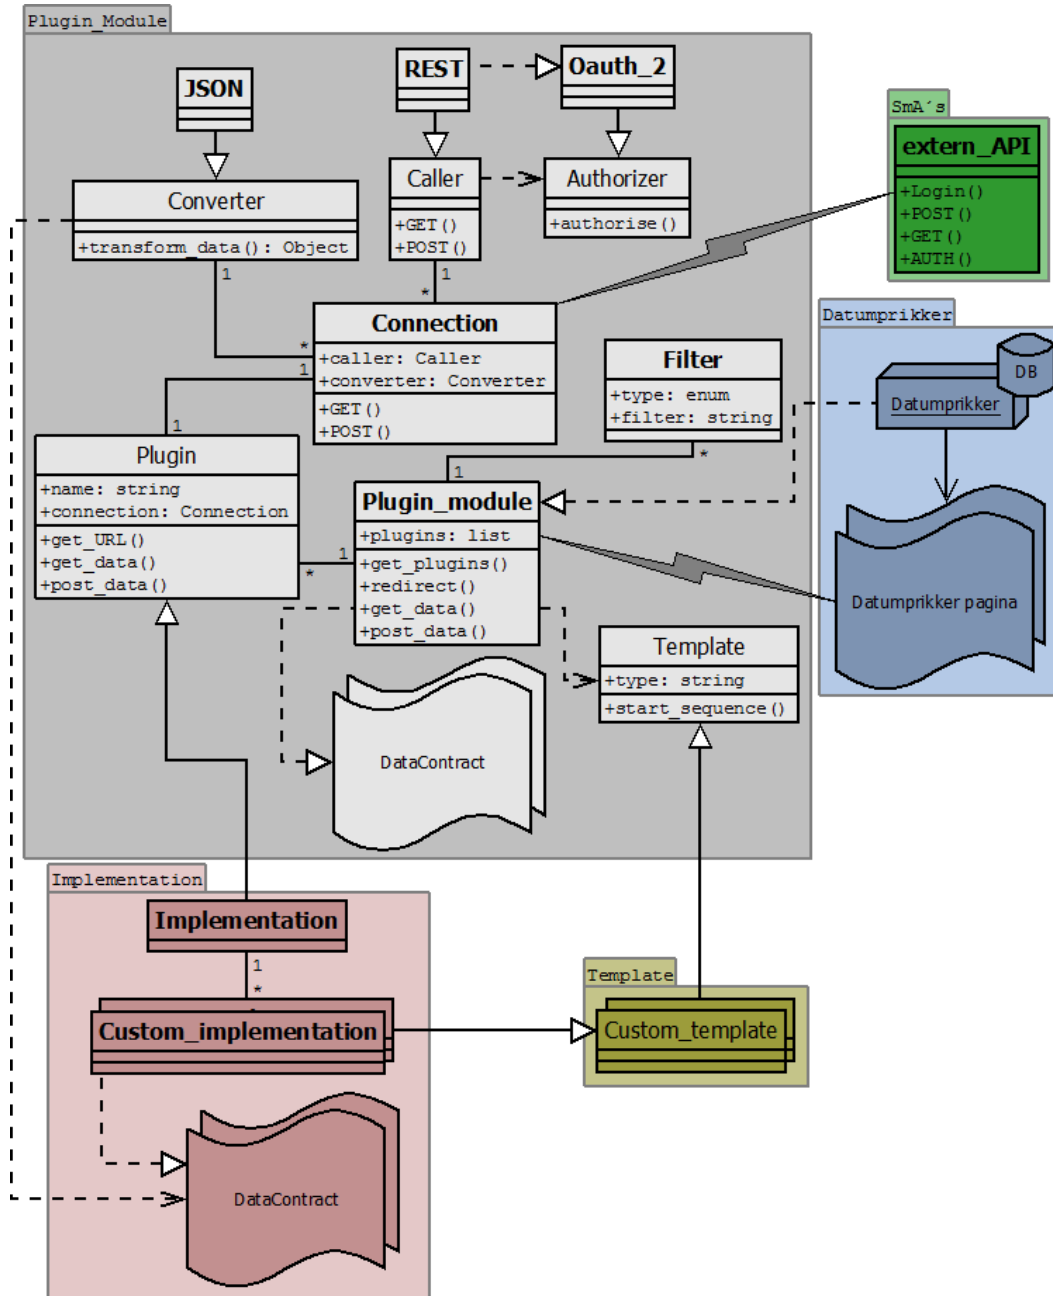 Plugin_Module
JSON
REST
Oauth_2
Converter
+transform_data(): Object
Caller
+GET()
+POST()
Authorizer
+authorise()
1
1
*
*
1
1
Connection
+caller: Caller
+converter: Converter
+GET()
+POST()
Filter
+type: enum
+filter: string
*
1
Plugin
+name: string
+connection: Connection
+get_URL()
+get_data()
+post_data()
1
*
Plugin_module
+plugins: list
+get_plugins()
+redirect()
+get_data()
+post_data()
Template
+type: string
+start_sequence()
DataContract
SmA´s
extern_API
+Login()
+POST()
+GET()
+AUTH()
Datumprikker
DB
Datumprikker
Datumprikker pagina
Implementation
Implementation
1
*
Custom_implementation
DataContract
Template
Custom_template